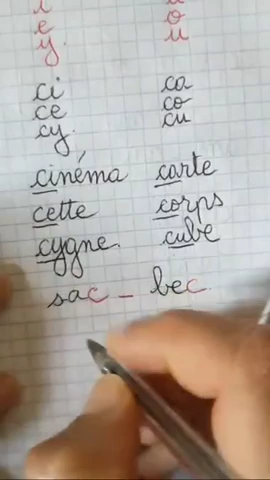 i a
e o
y. u
ci ca
ce co
cy. cu
cinéma carte
cette corps
cygne. cube
sac – bec.